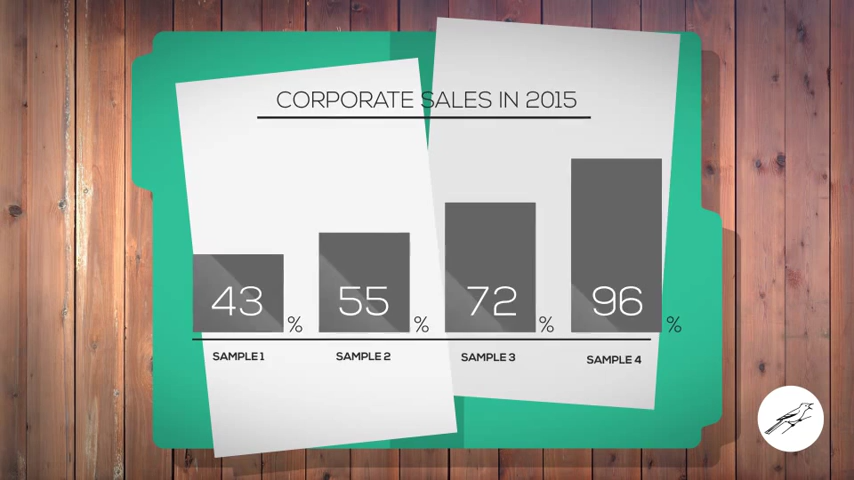 CORPORATE SALES IN 2015
43 % 55 % 72 % 96 %
SAMPLE 1 SAMPLE 2 SAMPLE 3 SAMPLE 4